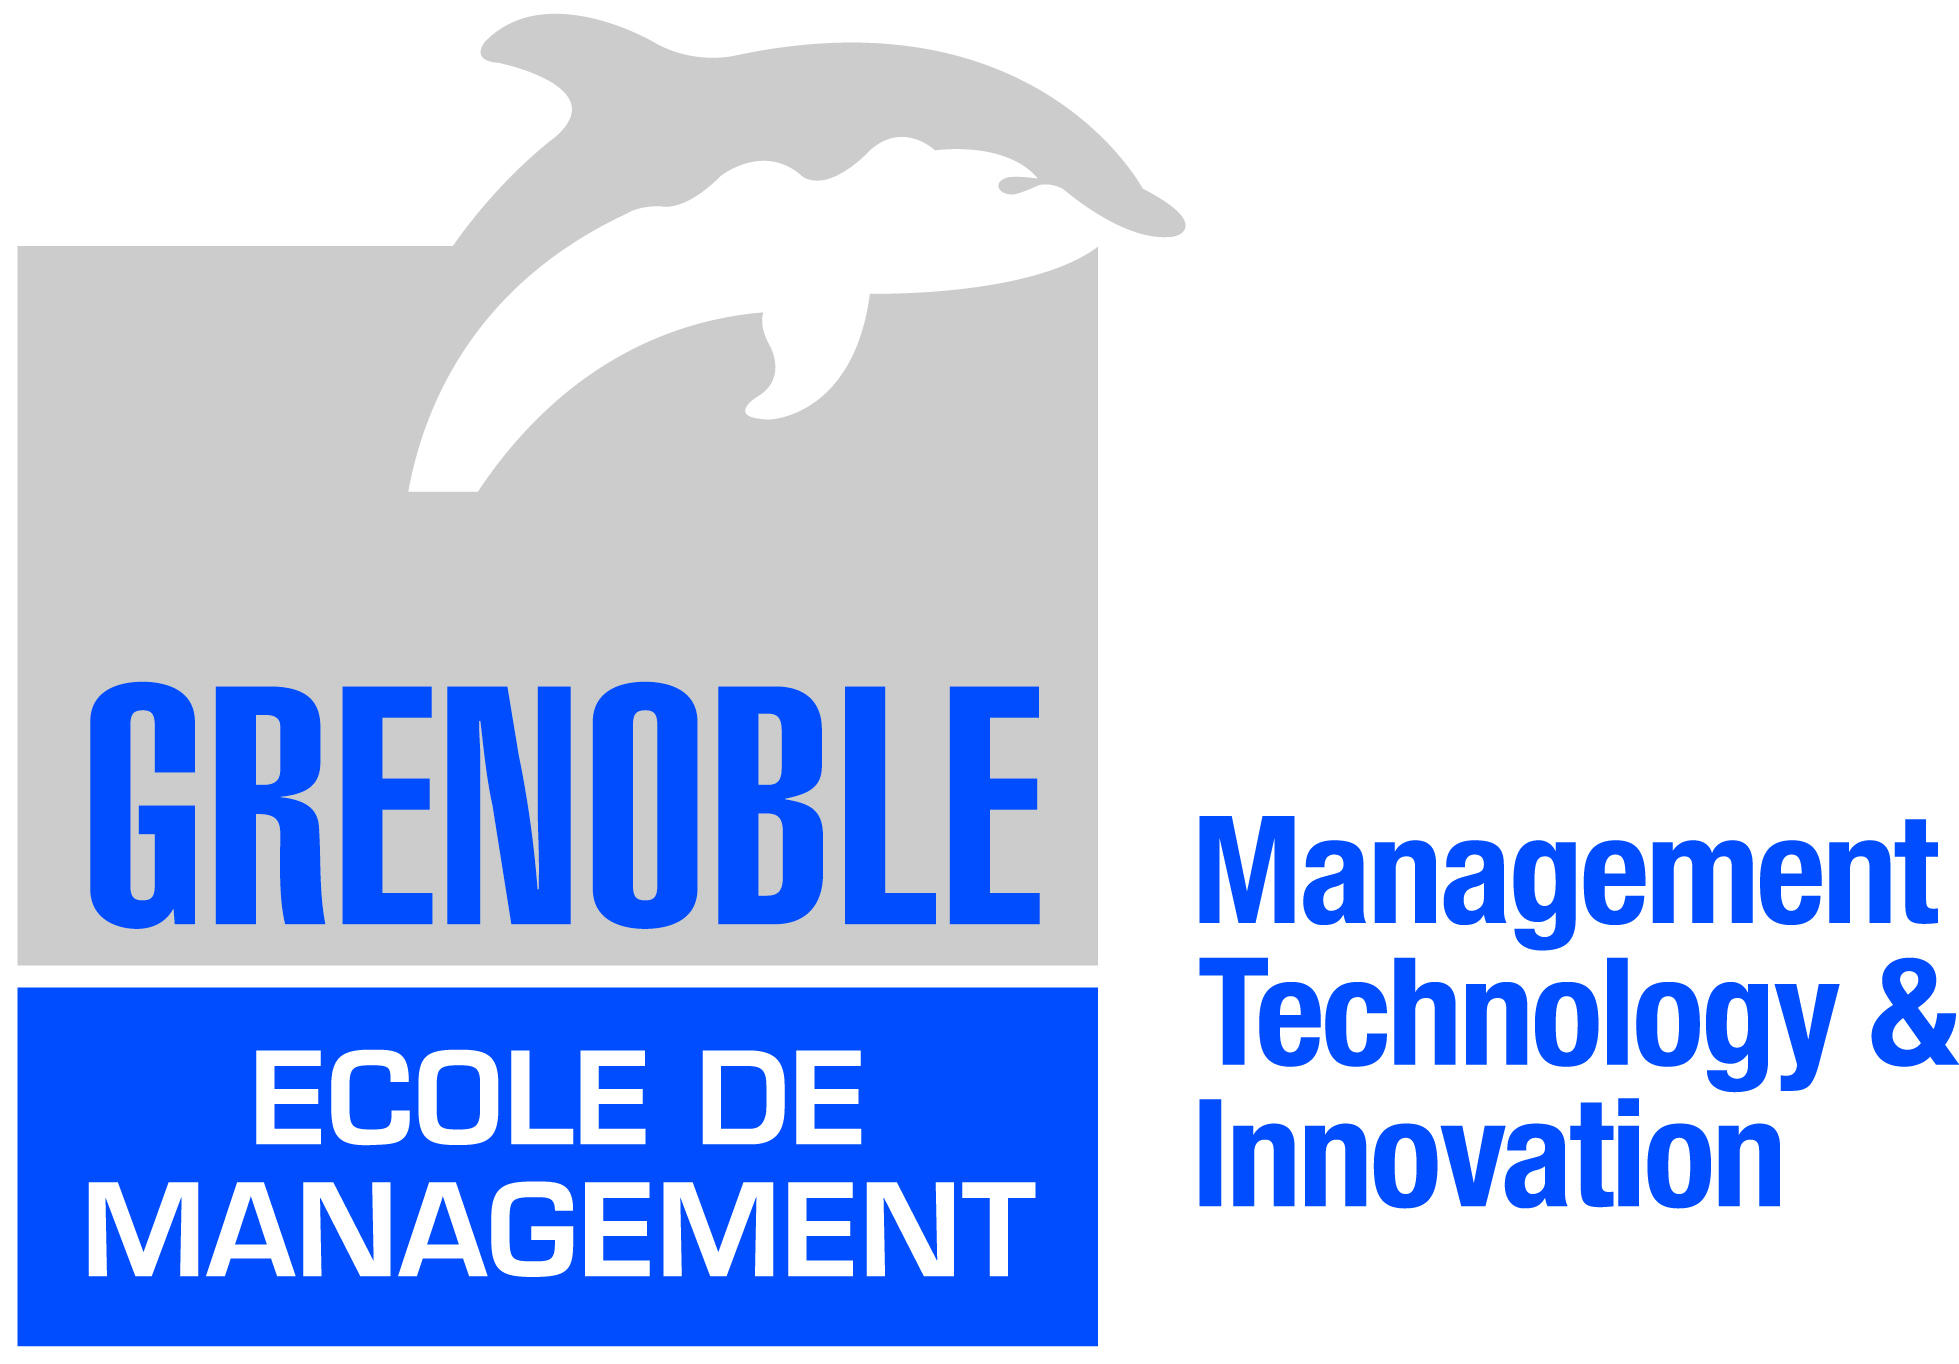 GRENOBLE
ECOLE DE
MANAGEMENT
Management
Technology &
Innovation